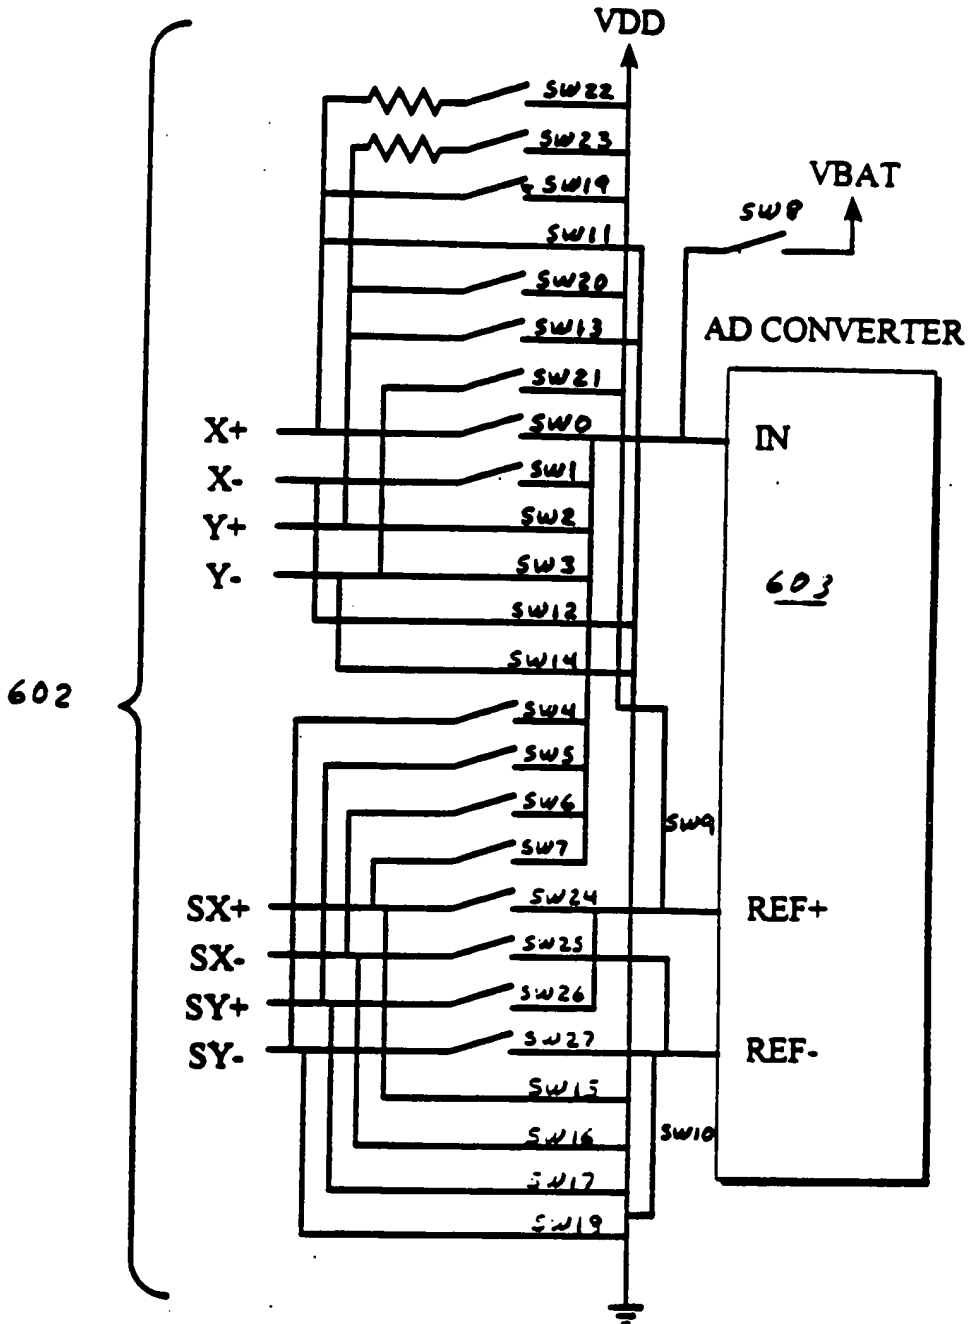 VDD
SW22
SW23
SW19
VBAT
SW8
SW11
SW20
SW13
AD CONVERTER
SW21
X+
SW0
IN
X-
SW1
Y+
SW2
Y-
SW3
603
SW12
SW14
602
SW4
SW5
SW6
SW9
SW7
SX+
SW24
REF+
SX-
SW25
SY+
SW26
SY-
SW27
REF-
SW15
SW16
SW10
SW17
SW19